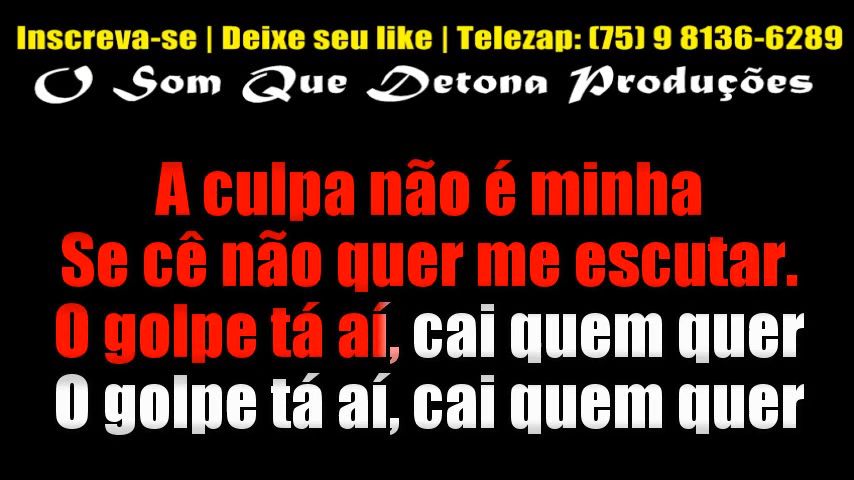 Inscreva-se | Deixe seu like | Telezap: (75) 9 8136-6289
O Som Que Detona Produções
A culpa não é minha
Se cê não quer me escutar.
O golpe tá aí, cai quem quer
O golpe tá aí, cai quem quer